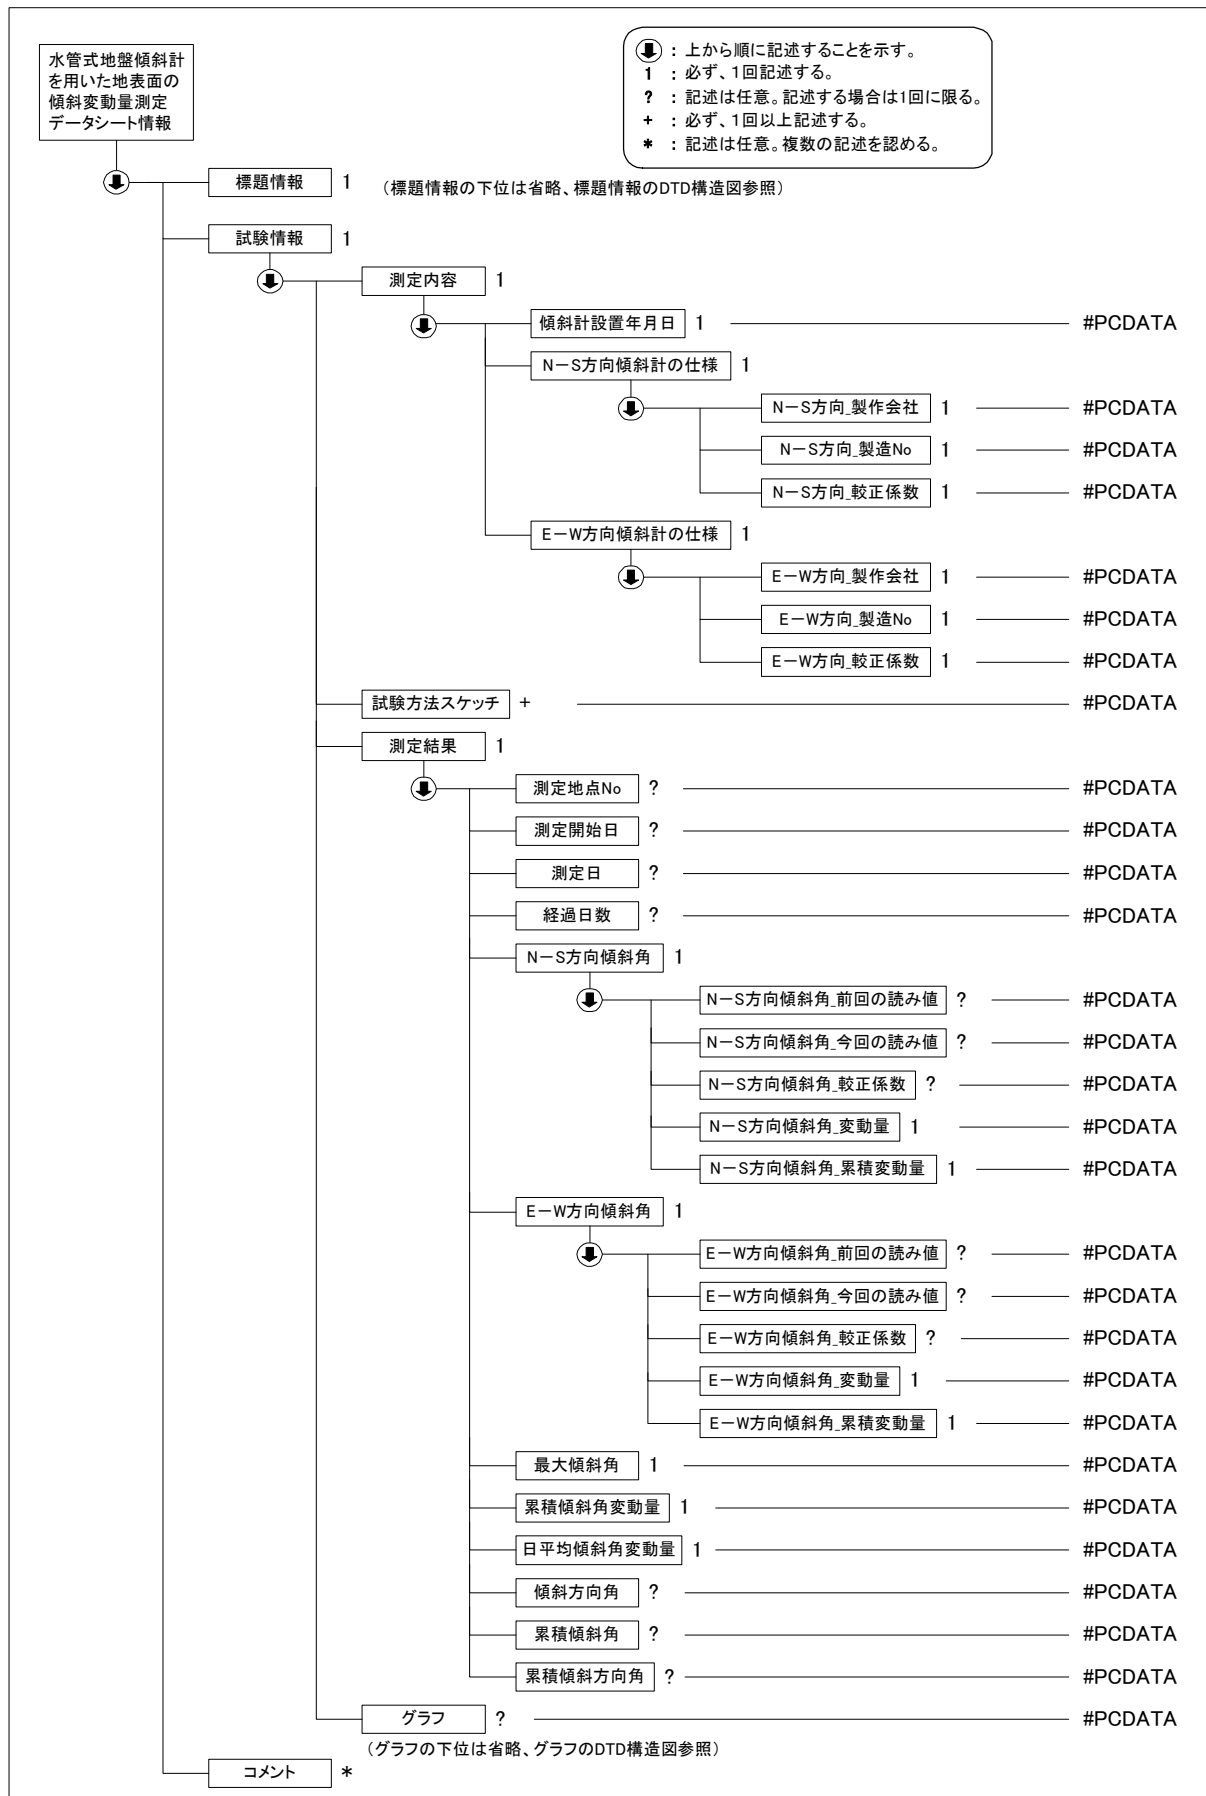 水管式地盤傾斜計
を用いた地表面の
傾斜変動量測定
データシート情報
：上から順に記述することを示す。
1 ：必ず、1回記述する。
? ：記述は任意。記述する場合は1回に限る。
+ ：必ず、1回以上記述する。
* ：記述は任意。複数の記述を認める。
標題情報 1 （標題情報の下位は省略、標題情報のDTD構造図参照）
試験情報 1
測定内容 1
傾斜計設置年月日 1 #PCDATA
N－S方向傾斜計の仕様 1
N－S方向_製作会社 1 #PCDATA
N－S方向_製造No 1 #PCDATA
N－S方向_較正係数 1 #PCDATA
E－W方向傾斜計の仕様 1
E－W方向_製作会社 1 #PCDATA
E－W方向_製造No 1 #PCDATA
E－W方向_較正係数 1 #PCDATA
試験方法スケッチ + #PCDATA
測定結果 1
測定地点No ? #PCDATA
測定開始日 ? #PCDATA
測定日 ? #PCDATA
経過日数 ? #PCDATA
N－S方向傾斜角 1
N－S方向傾斜角_前回の読み値 ? #PCDATA
N－S方向傾斜角_今回の読み値 ? #PCDATA
N－S方向傾斜角_較正係数 ? #PCDATA
N－S方向傾斜角_変動量 1 #PCDATA
N－S方向傾斜角_累積変動量 1 #PCDATA
E－W方向傾斜角 1
E－W方向傾斜角_前回の読み値 ? #PCDATA
E－W方向傾斜角_今回の読み値 ? #PCDATA
E－W方向傾斜角_較正係数 ? #PCDATA
E－W方向傾斜角_変動量 1 #PCDATA
E－W方向傾斜角_累積変動量 1 #PCDATA
最大傾斜角 1 #PCDATA
累積傾斜角変動量 1 #PCDATA
日平均傾斜角変動量 1 #PCDATA
傾斜方向角 ? #PCDATA
累積傾斜角 ? #PCDATA
累積傾斜方向角 ? #PCDATA
グラフ ? #PCDATA
（グラフの下位は省略、グラフのDTD構造図参照）
コメント *